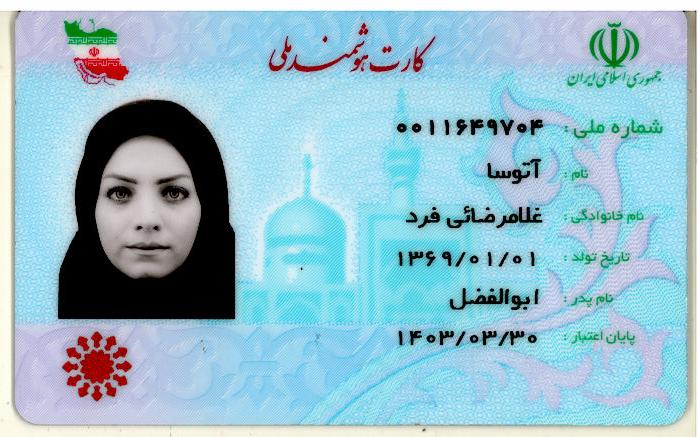 کارت هوشمند ملی
جمهوری اسلامی ایران
شماره ملی : ۰۰۱۱۶۴۹۷۰۴
نام : آتوسا
نام خانوادگی : غلامرضائی فرد
تاریخ تولد : ۱۳۶۹/۰۱/۰۱
نام پدر : ابوالفضل
پایان اعتبار : ۱۴۰۳/۰۳/۳۰